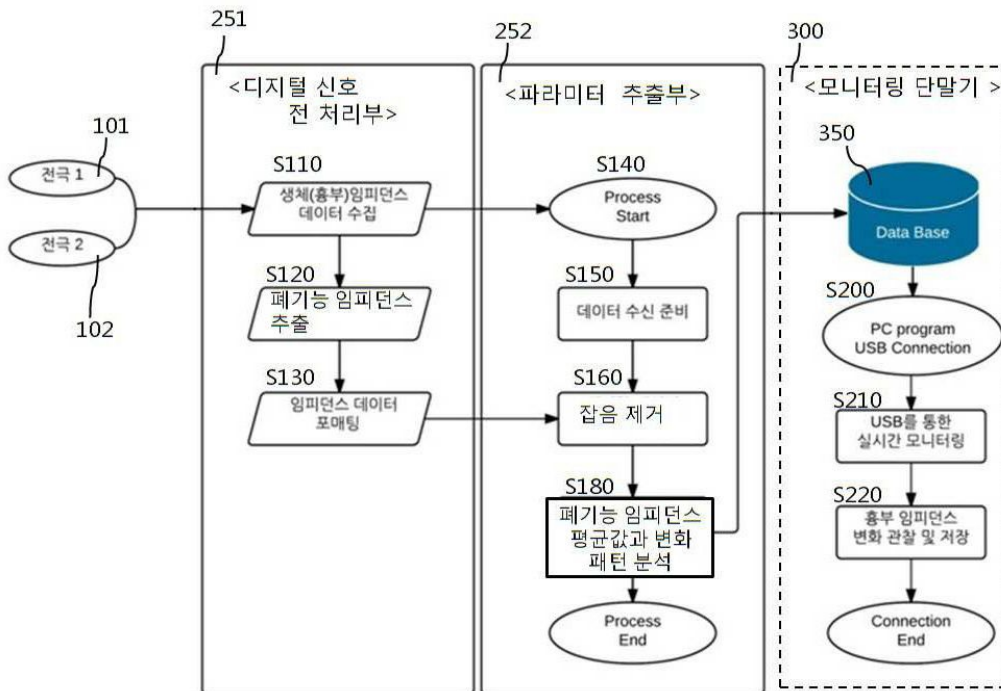 251
252
300
<디지털 신호
전 처리부>
<파라미터 추출부>
<모니터링 단말기 >
101
전극 1
전극 2
102
S110
생체(흉부)임피던스
데이터 수집
S120
폐기능 임피던스
추출
S130
임피던스 데이터
포매팅
S140
Process
Start
S150
데이터 수신 준비
S160
잡음 제거
S180
폐기능 임피던스
평균값과 변화
패턴 분석
Process
End
350
Data Base
S200
PC program
USB Connection
S210
USB를 통한
실시간 모니터링
S220
흉부 임피던스
변화 관찰 및 저장
Connection
End